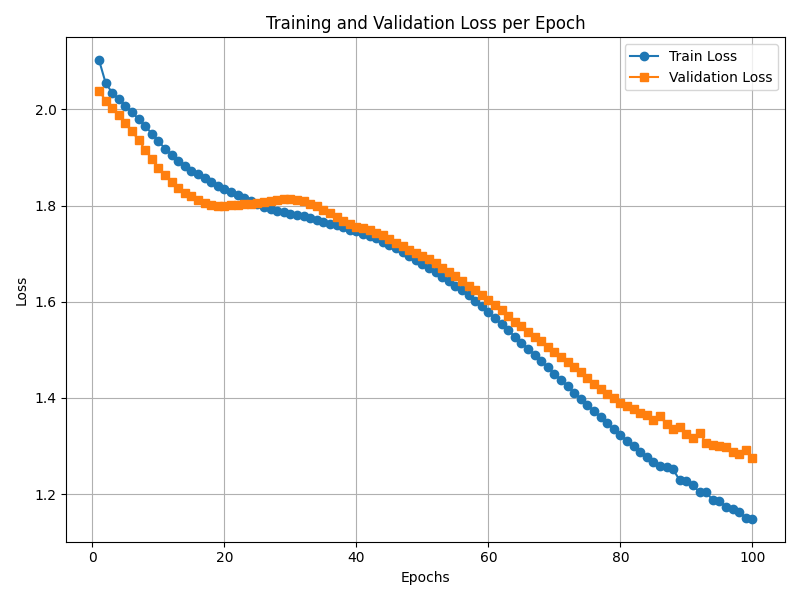 Training and Validation Loss per Epoch
Train Loss
Validation Loss
2.0
1.8
1.6
1.4
1.2
Loss
0 20 40 60 80 100
Epochs